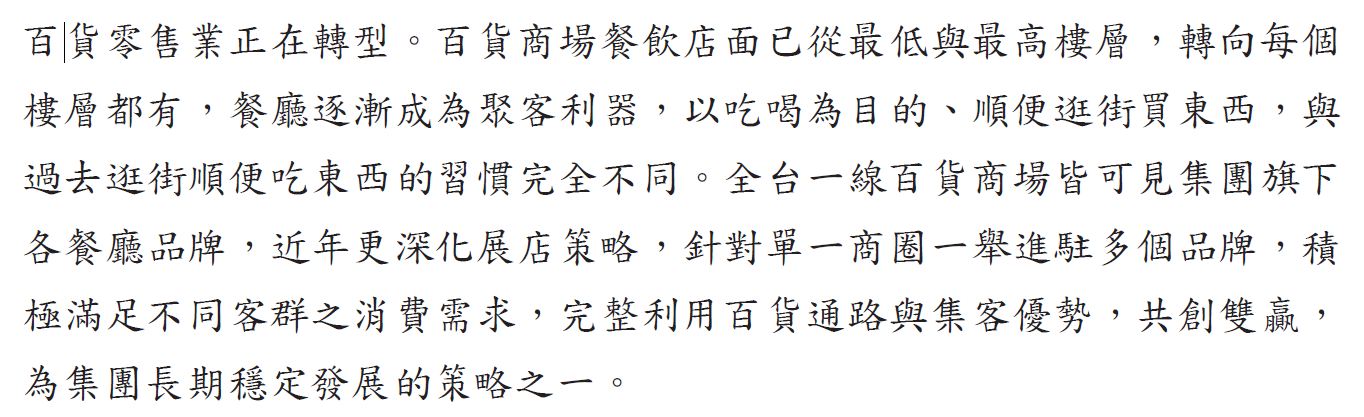 百貨零售業正在轉型。百貨商場餐飲店面已從最低與最高樓層，轉向每個
樓層都有，餐廳逐漸成為聚客利器，以吃喝為目的、順便逛街買東西，與
過去逛街順便吃東西的習慣完全不同。全台一線百貨商場皆可見集團旗下
各餐廳品牌，近年更深化展店策略，針對單一商圈一舉進駐多個品牌，積
極滿足不同客群之消費需求，完整利用百貨通路與集客優勢，共創雙贏，
為集團長期穩定發展的策略之一。